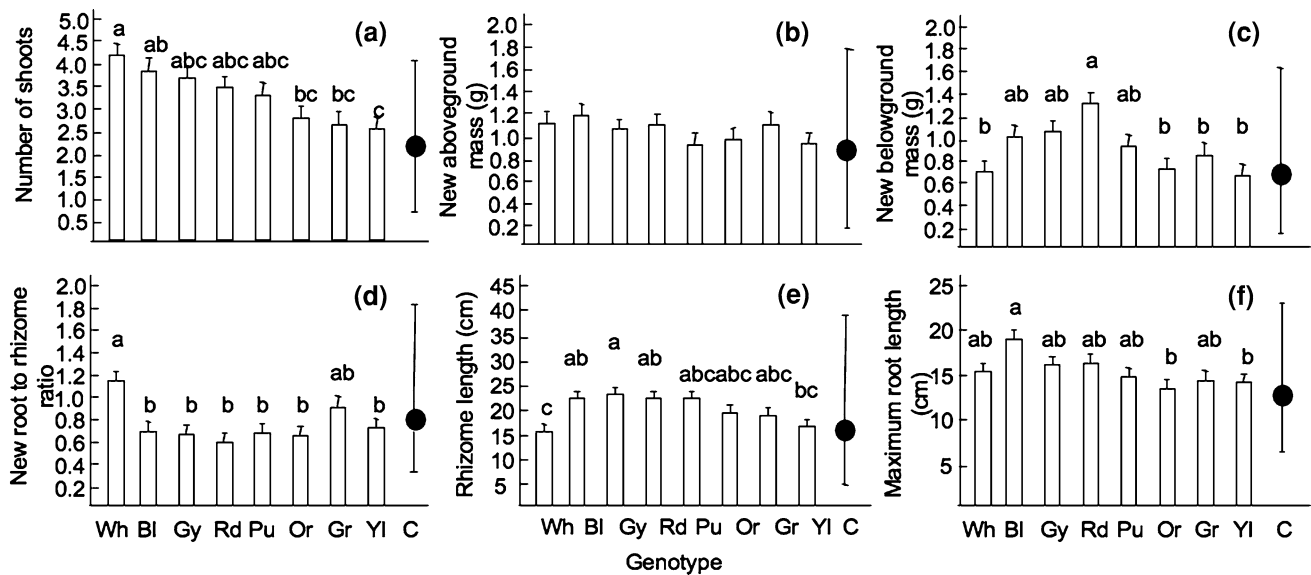 (a)
Number of shoots
5.0
4.5
4.0
3.5
3.0
2.5
2.0
1.5
1.0
0.5
a
ab
abc
abc
abc
bc
bc
c
(b)
New aboveground
mass (g)
2.0
1.8
1.6
1.4
1.2
1.0
0.8
0.6
0.4
0.2
(c)
New belowground
mass (g)
2.0
1.8
1.6
1.4
1.2
1.0
0.8
0.6
0.4
0.2
b
ab
ab
a
ab
b
b
b
(d)
New root to rhizome
ratio
2.0
1.8
1.6
1.4
1.2
1.0
0.8
0.6
0.4
0.2
a
b
b
b
b
b
ab
b
Wh Bl Gy Rd Pu Or Gr Yl C
(e)
Rhizome length (cm)
45
40
35
30
25
20
15
10
5
c
ab
a
ab
abc
abc
abc
bc
Wh Bl Gy Rd Pu Or Gr Yl C
(f)
Maximum root length
(cm)
25
20
15
10
5
ab
a
ab
ab
ab
b
ab
b
Wh Bl Gy Rd Pu Or Gr Yl C
Genotype